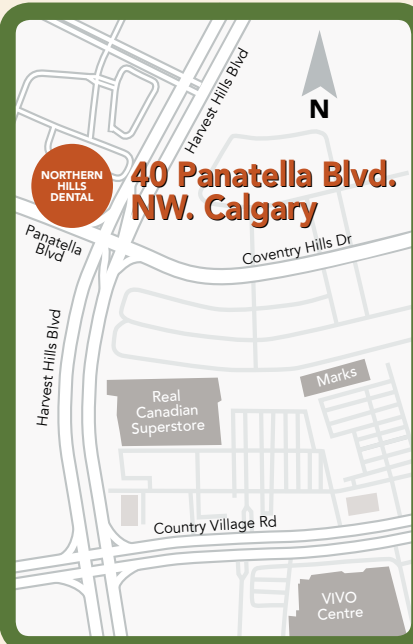 Harvest Hills Blvd
N
NORTHERN
HILLS
DENTAL
40 Panatella Blvd.
NW. Calgary
Panatella
Blvd
Coventry Hills Dr
Harvest Hills Blvd
Marks
Real
Canadian
Superstore
Country Village Rd
VIVO
Centre